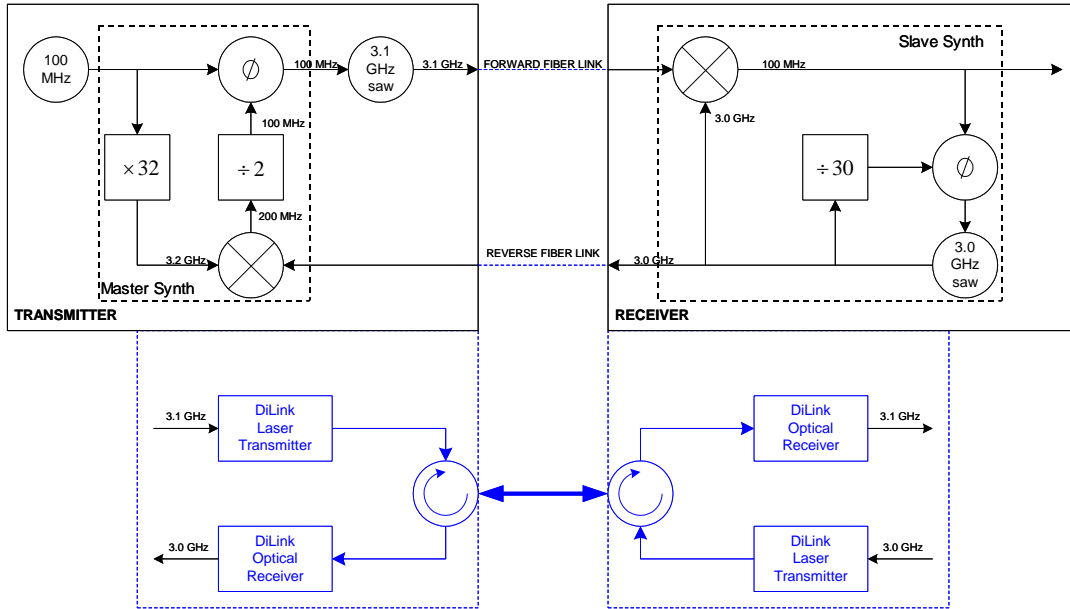 100
MHz
100 MHz
3.1
GHz
saw
3.1 GHz
FORWARD FIBER LINK
100 MHz
Slave Synth
3.0 GHz
100 MHz
× 32
÷ 2
÷ 30
200 MHz
3.2 GHz
REVERSE FIBER LINK
3.0 GHz
3.0
GHz
saw
Master Synth
TRANSMITTER
RECEIVER
3.1 GHz
DiLink
Laser
Transmitter
DiLink
Optical
Receiver
3.1 GHz
3.0 GHz
DiLink
Optical
Receiver
DiLink
Laser
Transmitter
3.0 GHz